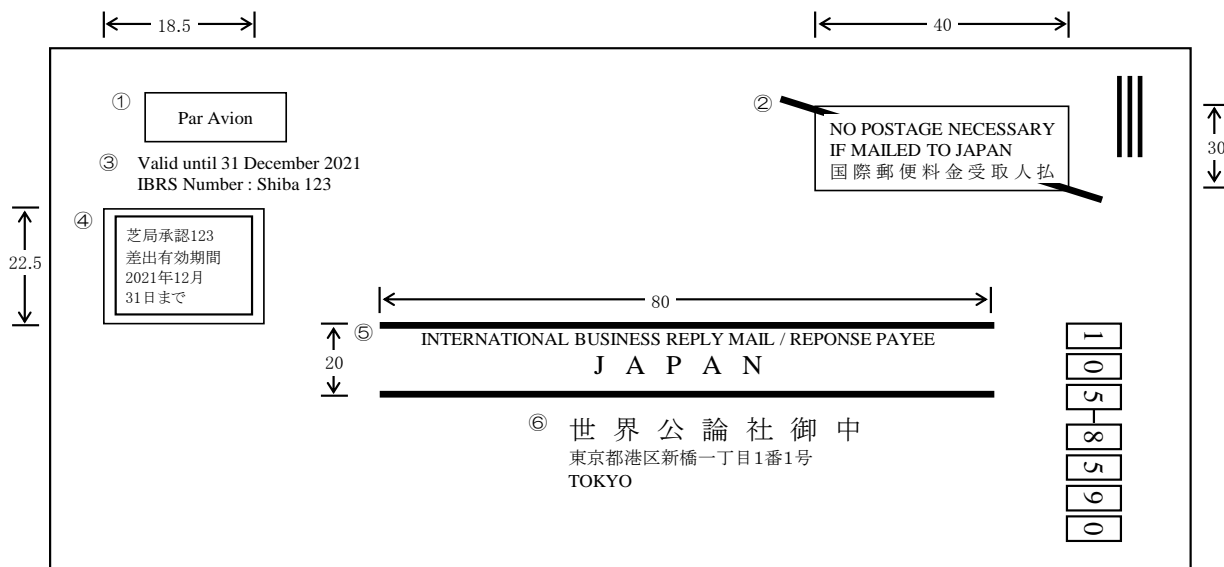 18.5
40
①
Par Avion
②
NO POSTAGE NECESSARY
IF MAILED TO JAPAN
国際郵便料金受取人払
30
③ Valid until 31 December 2021
IBRS Number : Shiba 123
④
22.5
芝局承認123
差出有効期間
2021年12月
31日まで
80
⑤
20
INTERNATIONAL BUSINESS REPLY MAIL / REPONSE PAYEE
JAPAN
⑥ 世界公論社御中
東京都港区新橋一丁目1番1号
TOKYO
105-8590